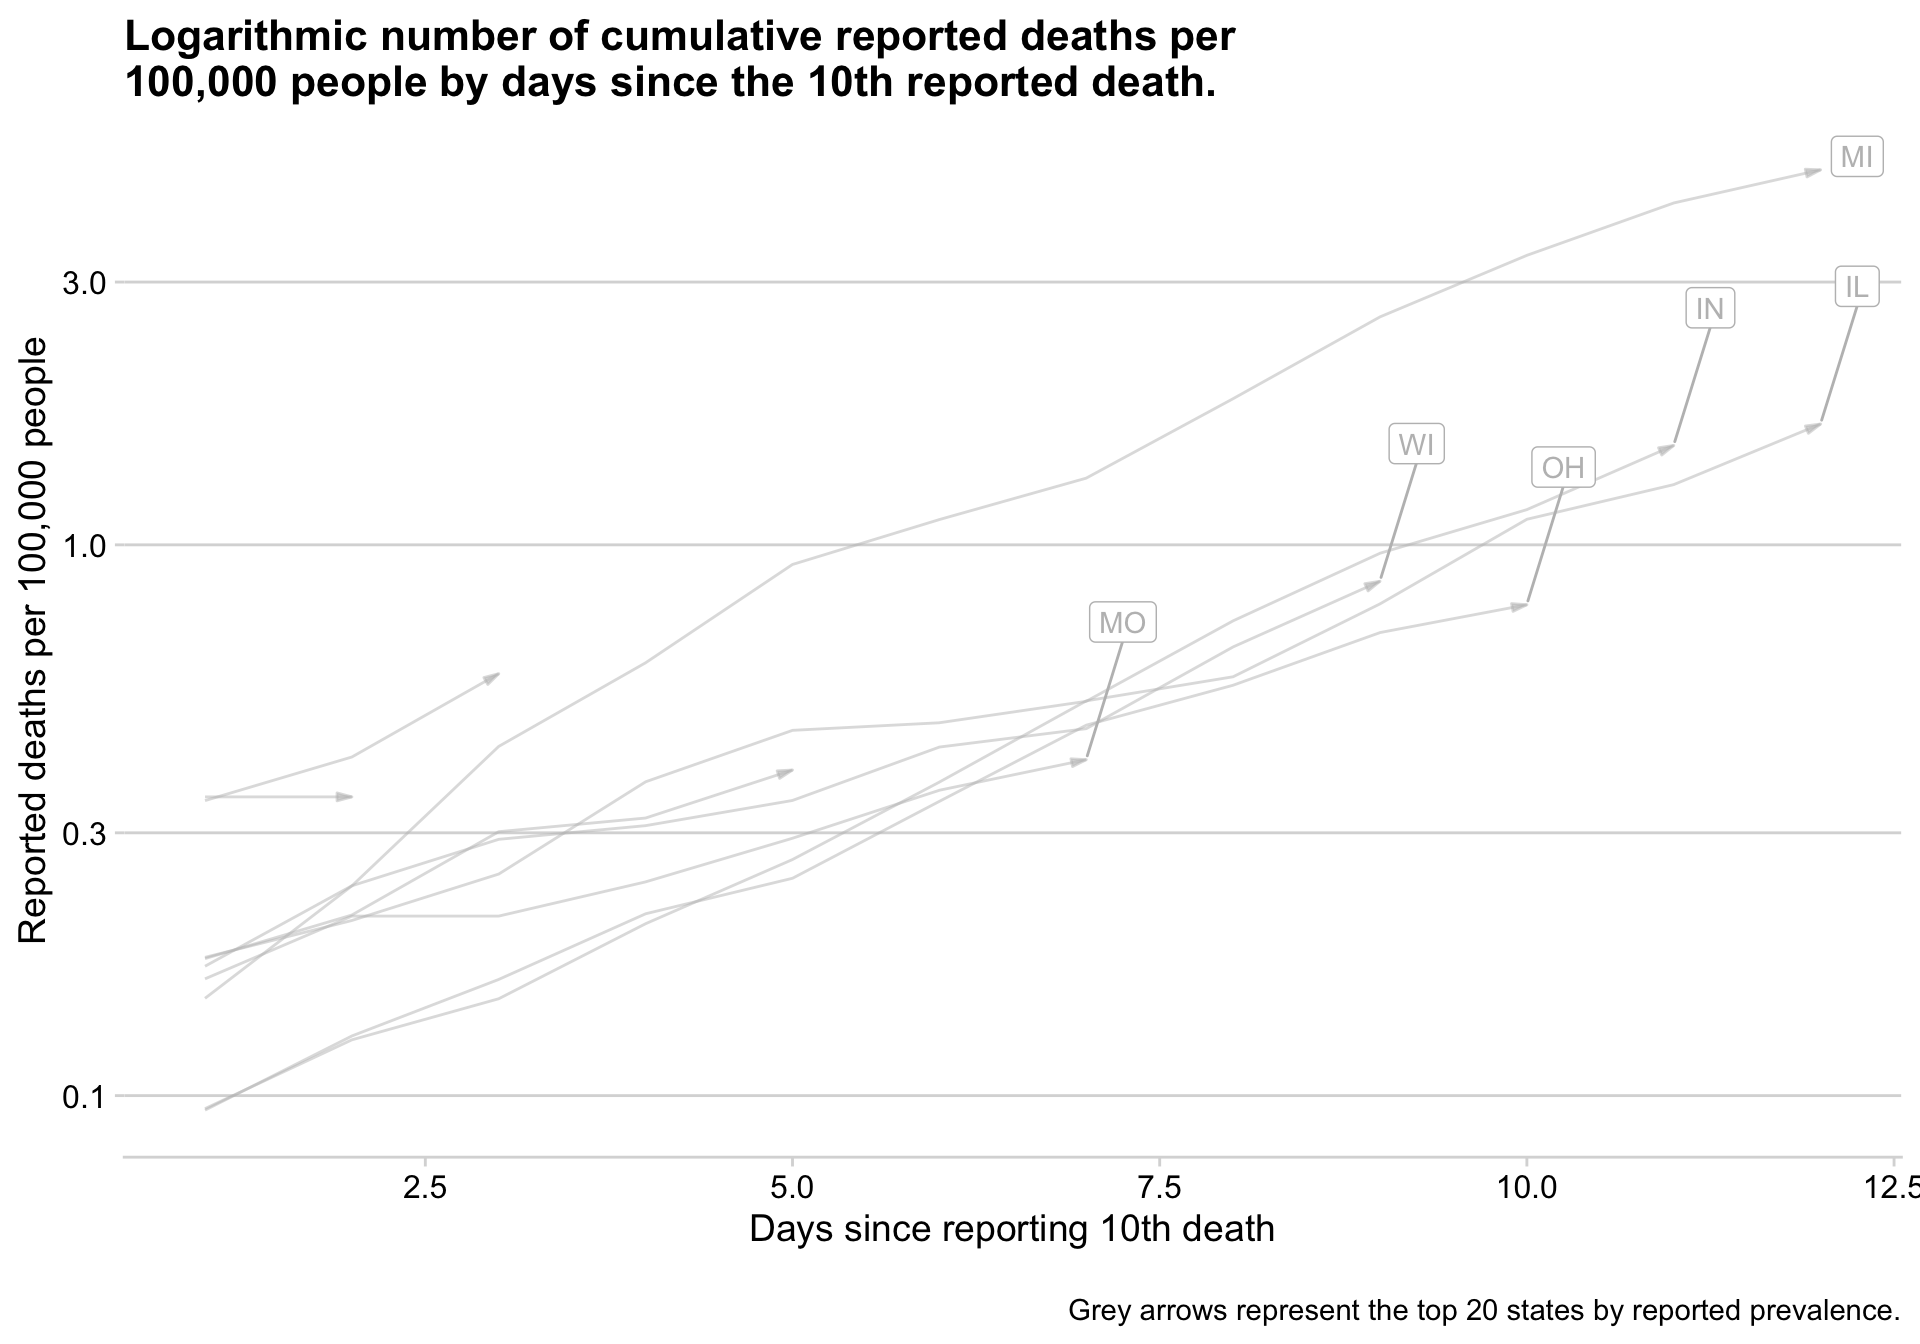 Logarithmic number of cumulative reported deaths per
100,000 people by days since the 10th reported death.
MI
IL
IN
WI
OH
MO
3.0
1.0
0.3
0.1
Reported deaths per 100,000 people
2.5
5.0
7.5
10.0
12.5
Days since reporting 10th death
Grey arrows represent the top 20 states by reported prevalence.